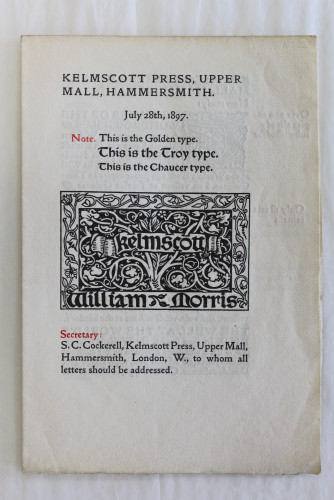 KELMSCOTT PRESS, UPPER
MALL, HAMMERSMITH.
July 28th, 1897.
Note. This is the Golden type.
This is the Troy type.
This is the Chaucer type.
Kelmscott
William Morris
Secretary:
S. C. Cockerell, Kelmscott Press, Upper Mall,
Hammersmith, London, W., to whom all
letters should be addressed.